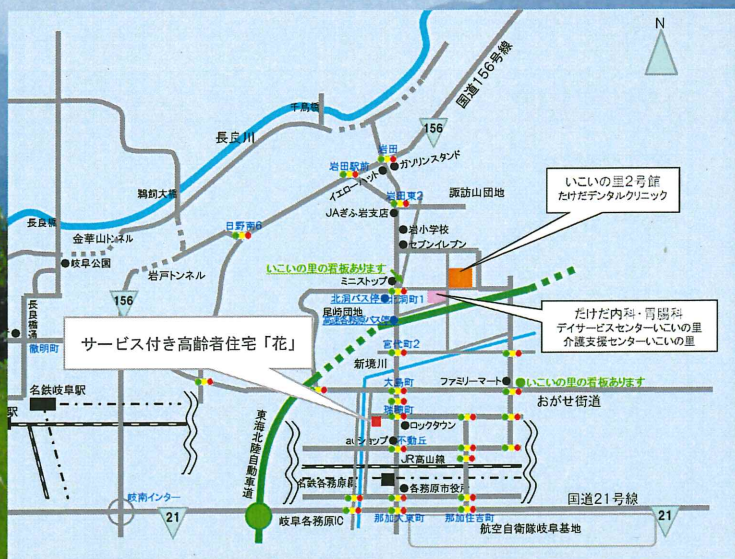 N
国道156号線
千鳥橋
長良川
156
岩田
ガソリンスタンド
岩田駅前
イエローハット
いこいの里2号館
たけだデンタルクリニック
鵜飼大橋
岩田東2
諏訪山団地
JAぎふ岩支店
長良橋
日野南6
岩小学校
金華山トンネル
セブンイレブン
岐阜公園
岩戸トンネル
いこいの里の看板あります
ミニストップ
156
長良橋通
北洞バス停
北洞町1
尾崎団地
高速各務原バス停
たけだ内科・胃腸科
デイサービスセンターいこいの里
介護支援センターいこいの里
サービス付き高齢者住宅「花」
徹明町
宮代町2
新境川
名鉄岐阜駅
大島町
ファミリーマート
いこいの里の看板あります
おがせ街道
駅
東海北陸自動車道
ロックタウン
auショップ
不動丘
JR高山線
岐南インター
各務原市役所
国道21号線
21
岐阜各務原IC
那加大東町
那加住吉町
航空自衛隊岐阜基地
21